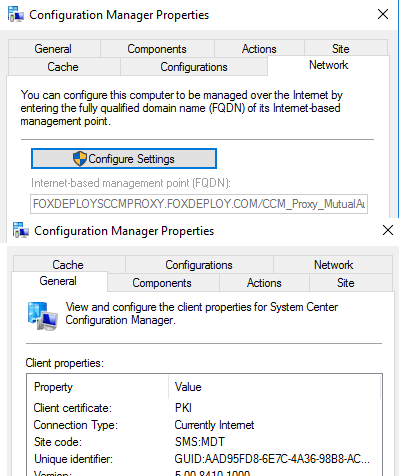 Configuration Manager Properties
General Components Actions Site
Cache Configurations Network
You can configure this computer to be managed over the Internet by
entering the fully qualified domain name (FQDN) of its Internet-based
management point.
Configure Settings
Internet-based management point (FQDN):
FOXDEPLOYSCCMPROXY.FOXDEPLOY.COM/CCM_Proxy_MutualAu
Configuration Manager Properties
Cache Configurations Network
General Components Actions Site
View and configure the client properties for System Center
Configuration Manager.
Client properties:
Property Value
Client certificate: PKI
Connection Type: Currently Internet
Site code: SMS:MDT
Unique identifier: GUID:AAD95FD8-6E7C-4A36-98B8-AC...
Version: 5.00.8410.1000